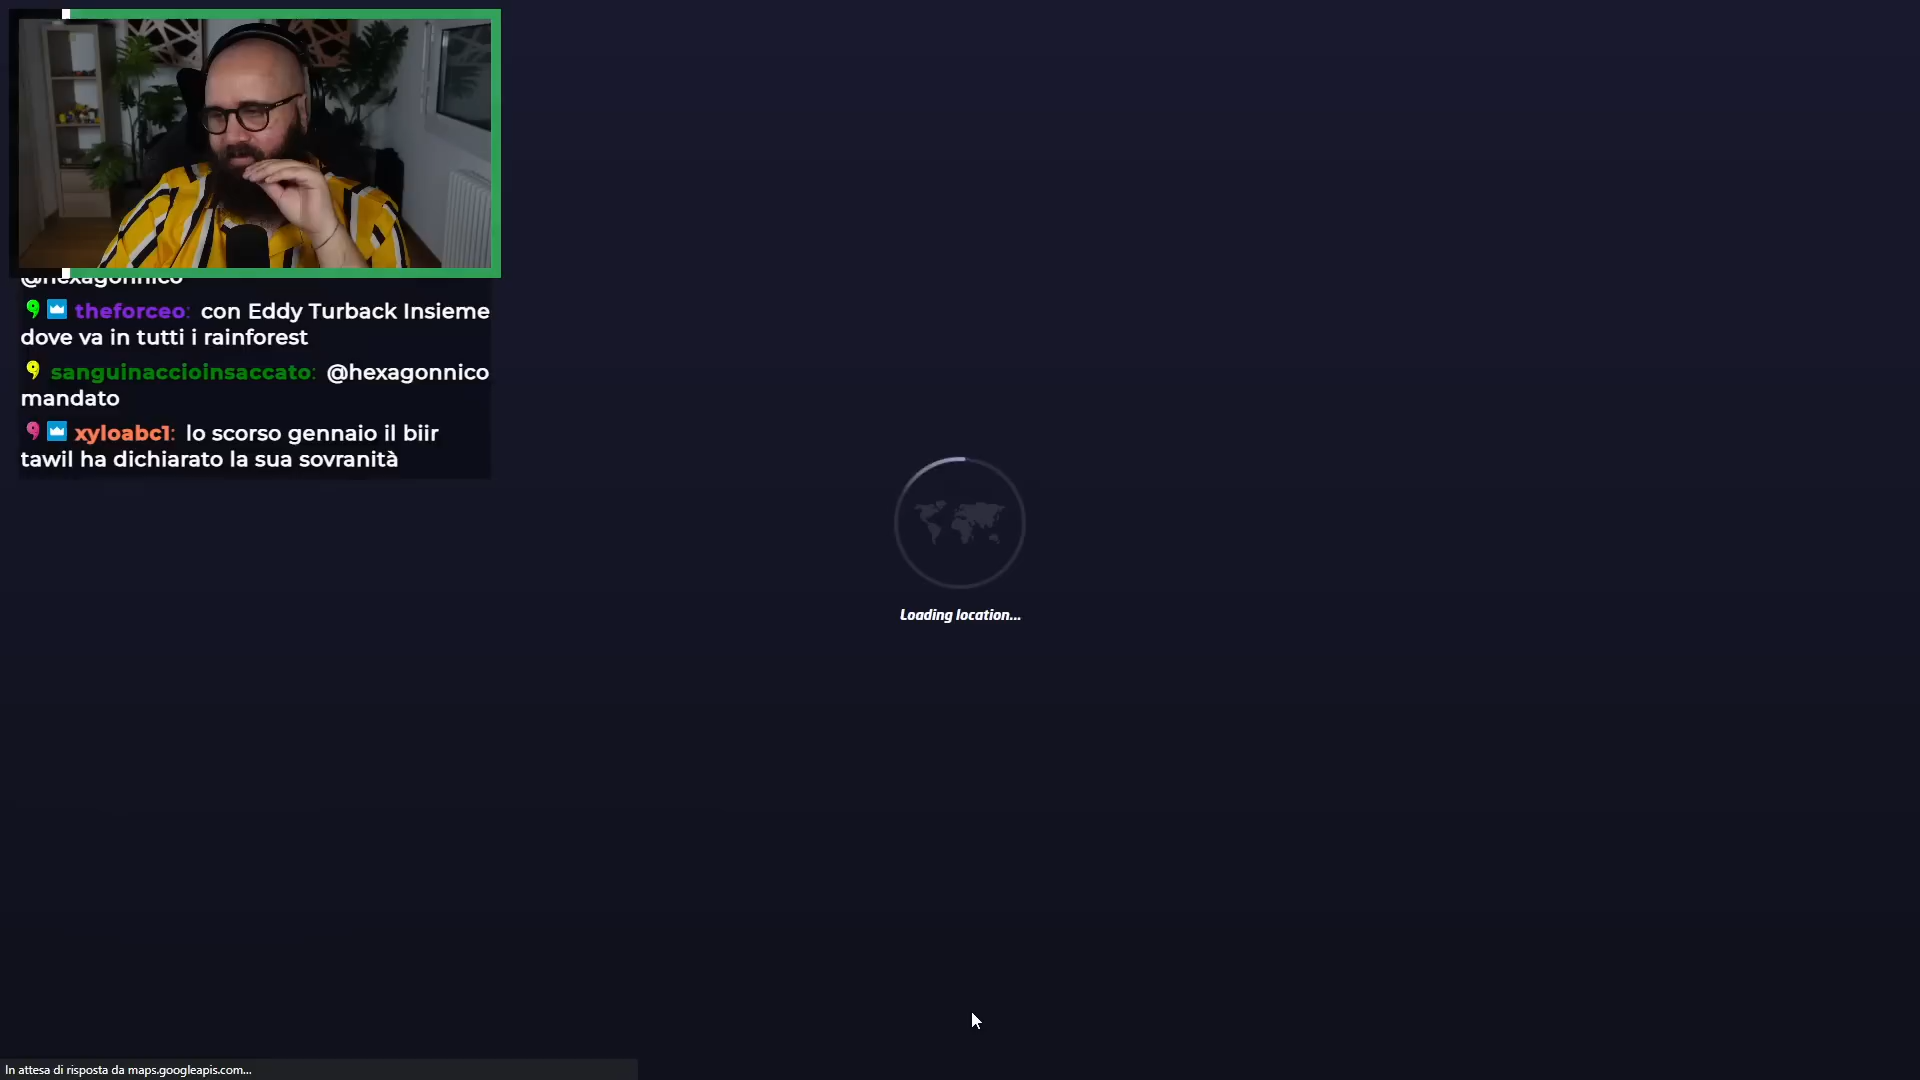 @hexagonnico
theforceo: con Eddy Turback Insieme
dove va in tutti i rainforest
sanguinaccioinsaccato: @hexagonnico
mandato
xyloabc1: lo scorso gennaio il biir
tawil ha dichiarato la sua sovranità
Loading location...
In attesa di risposta da maps.googleapis.com...